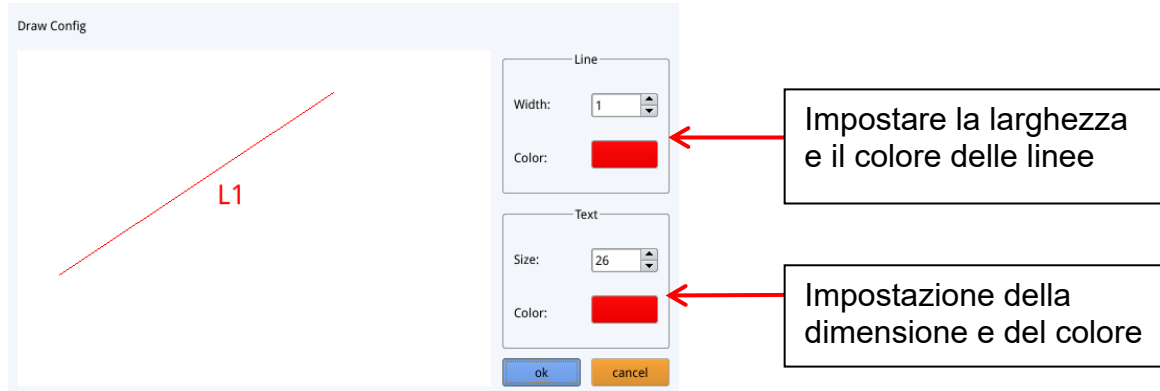 Draw Config
Line
Width:
1
Color:
L1
Text
Size:
26
Color:
ok
cancel
Impostare la larghezza
e il colore delle linee
Impostazione della
dimensione e del colore